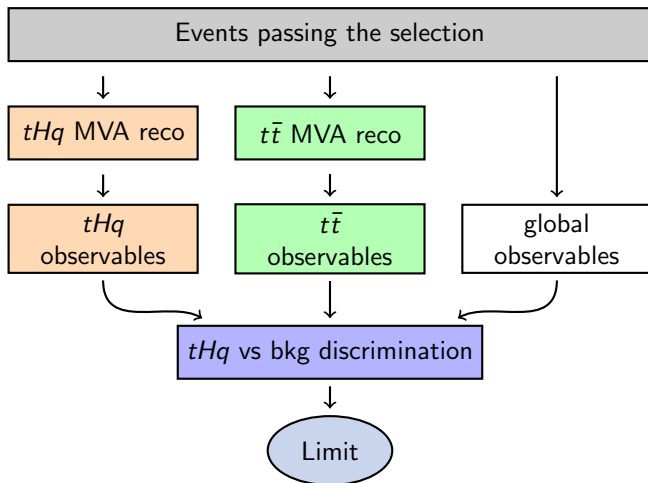 Events passing the selection
tHq MVA reco
tt̄ MVA reco
tHq
observables
tt̄
observables
global
observables
tHq vs bkg discrimination
Limit